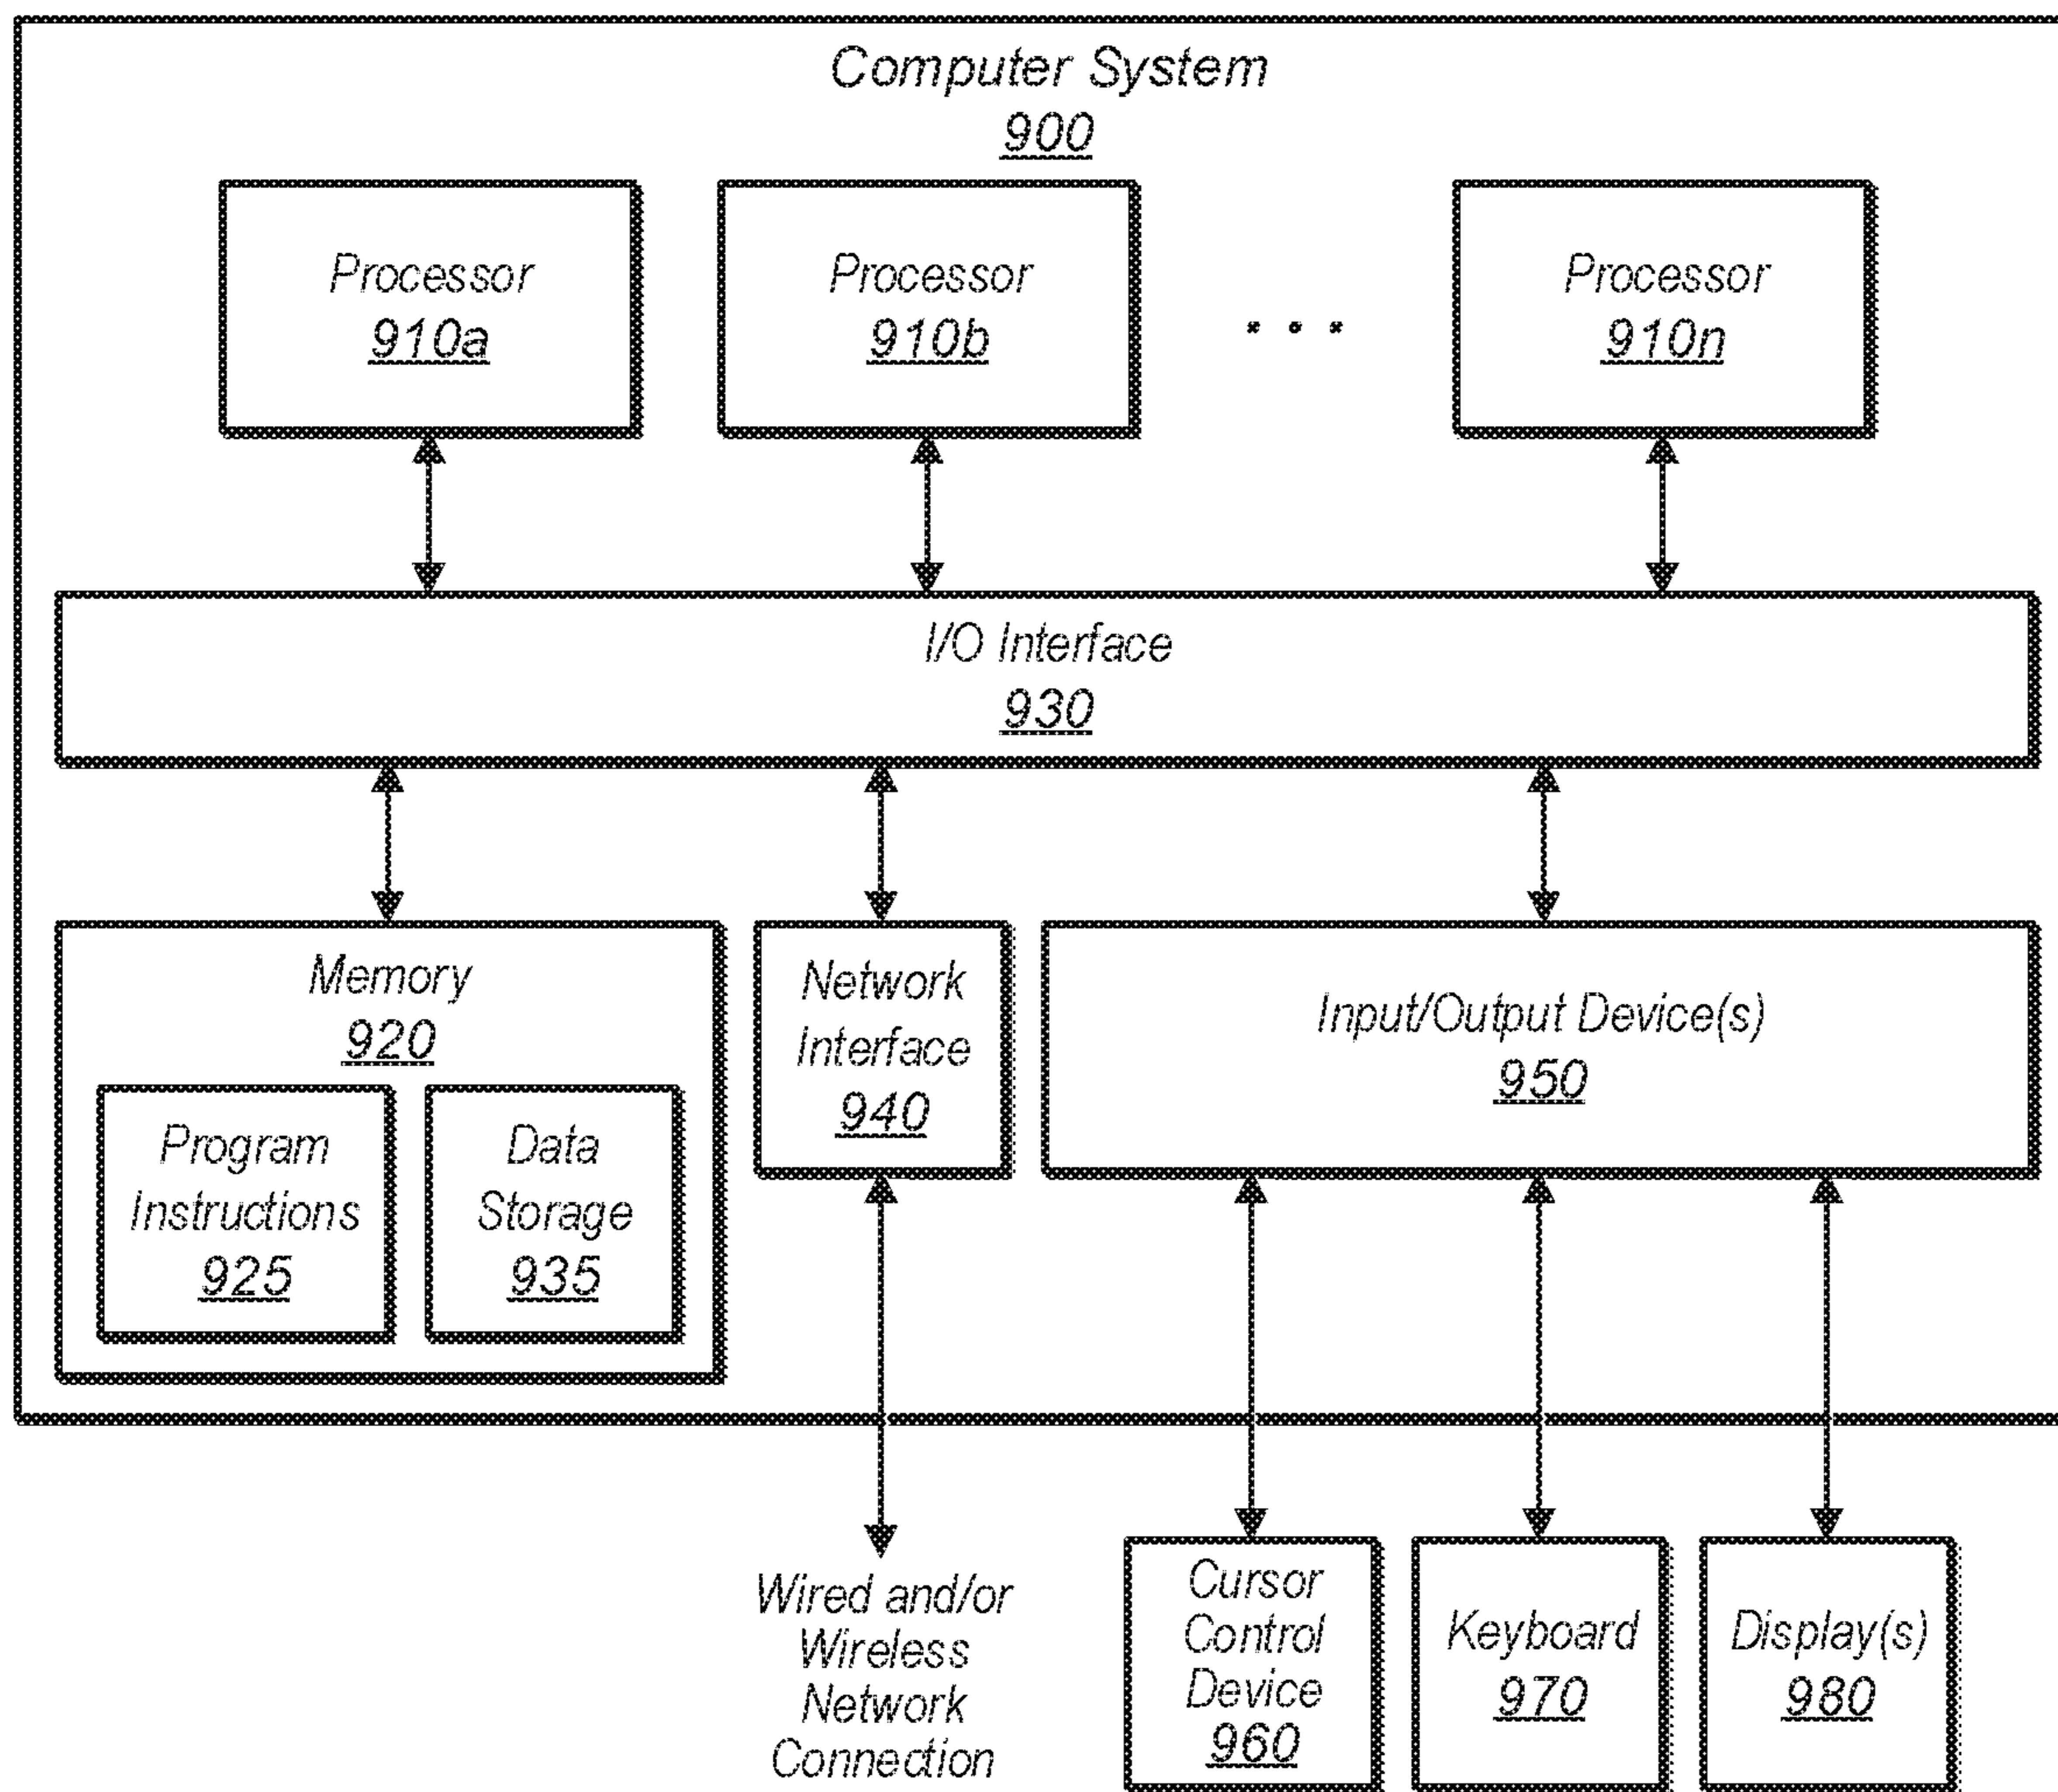 Computer System
900
Processor
910a
Processor
910b
. . .
Processor
910n
I/O Interface
930
Memory
920
Program
Instructions
925
Data
Storage
935
Network
Interface
940
Input/Output Device(s)
950
Wired and/or
Wireless
Network
Connection
Cursor
Control
Device
960
Keyboard
970
Display(s)
980